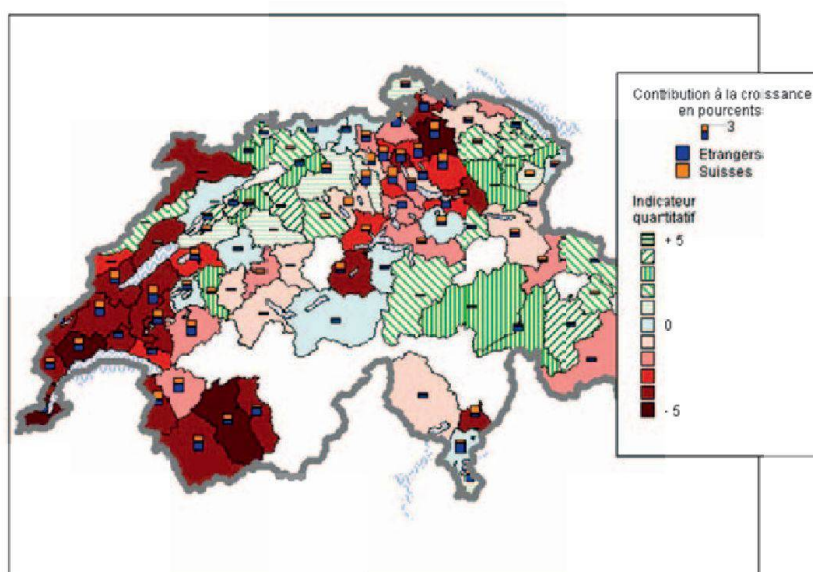 Contribution à la croissance
en pourcents
3
Etrangers
Suisses
Indicateur
quartitatif
+ 5
0
- 5